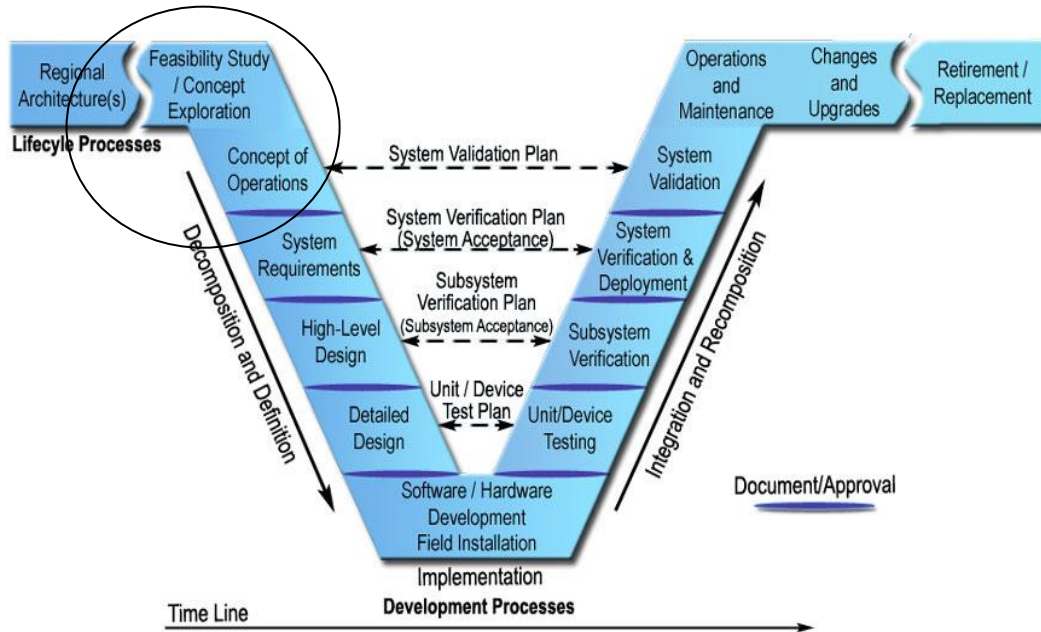 Regional
Architecture(s)
Feasibility Study
/ Concept
Exploration
Operations
and
Maintenance
Changes
and
Upgrades
Retirement /
Replacement
Lifecyle Processes
Concept of
Operations
System Validation Plan
System
Validation
System
Requirements
System Verification Plan
(System Acceptance)
System
Verification &
Deployment
High-Level
Design
Subsystem
Verification Plan
(Subsystem Acceptance)
Subsystem
Verification
Detailed
Design
Unit / Device
Test Plan
Unit/Device
Testing
Decomposition and Definition
Integration and Recomposition
Software / Hardware
Development
Field Installation
Document/Approval
Implementation
Development Processes
Time Line